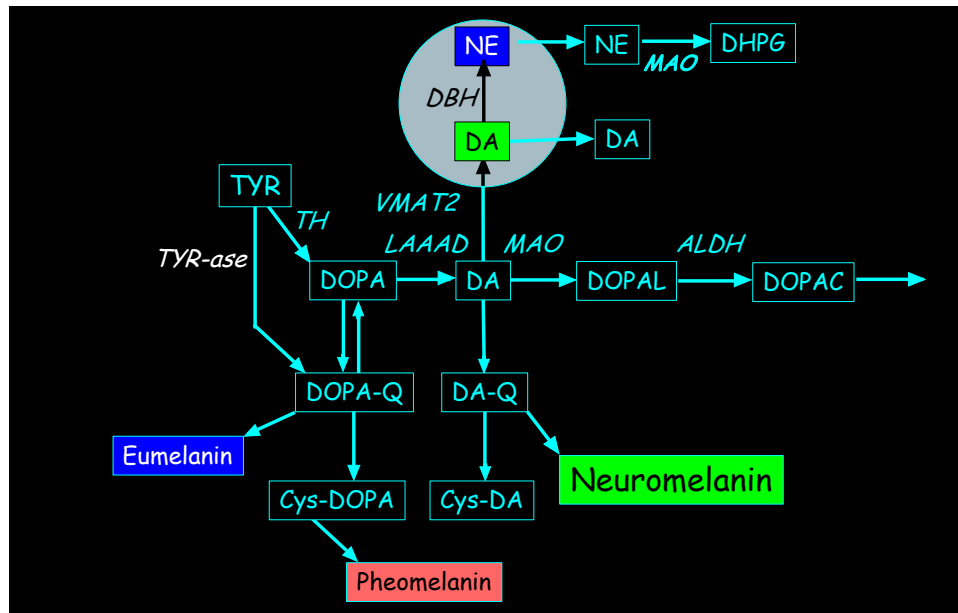 NE
NE
DHPG
MAO
DBH
DA
DA
TYR
VMAT2
TH
TYR-ase
LAAAD
MAO
ALDH
DOPA
DA
DOPAL
DOPAC
DOPA-Q
DA-Q
Eumelanin
Neuromelanin
Cys-DOPA
Cys-DA
Pheomelanin